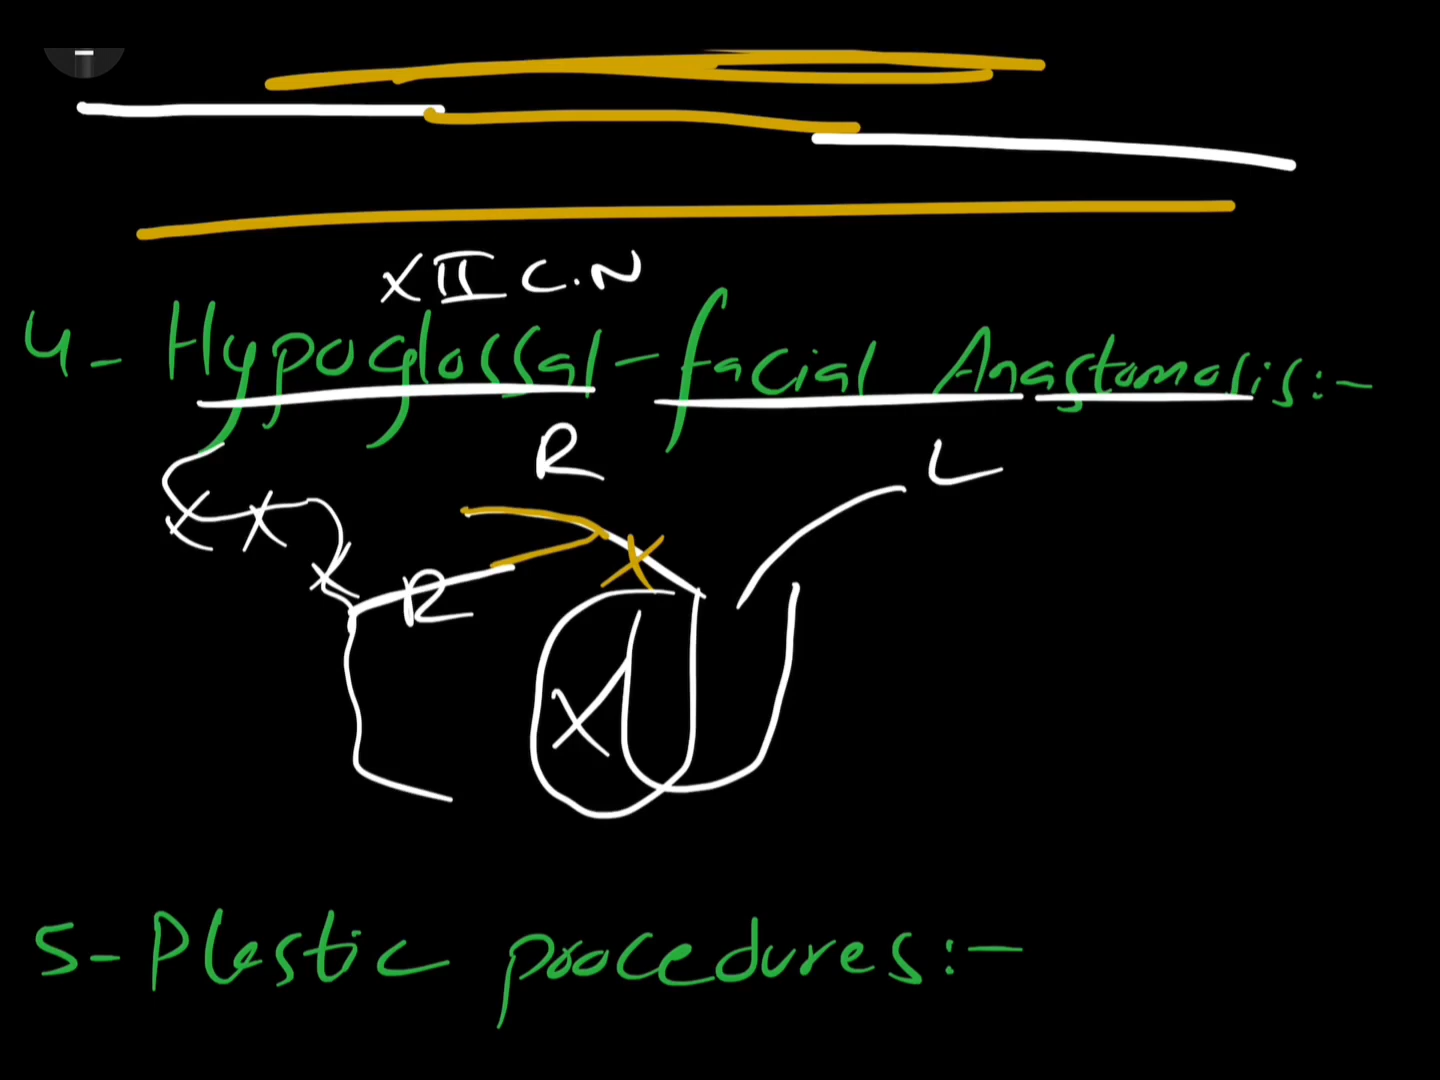 XII C.N
4- Hypoglossal-facial Anastomosis:-
R L
X X
X R X
X
5- Plastic procedures:-